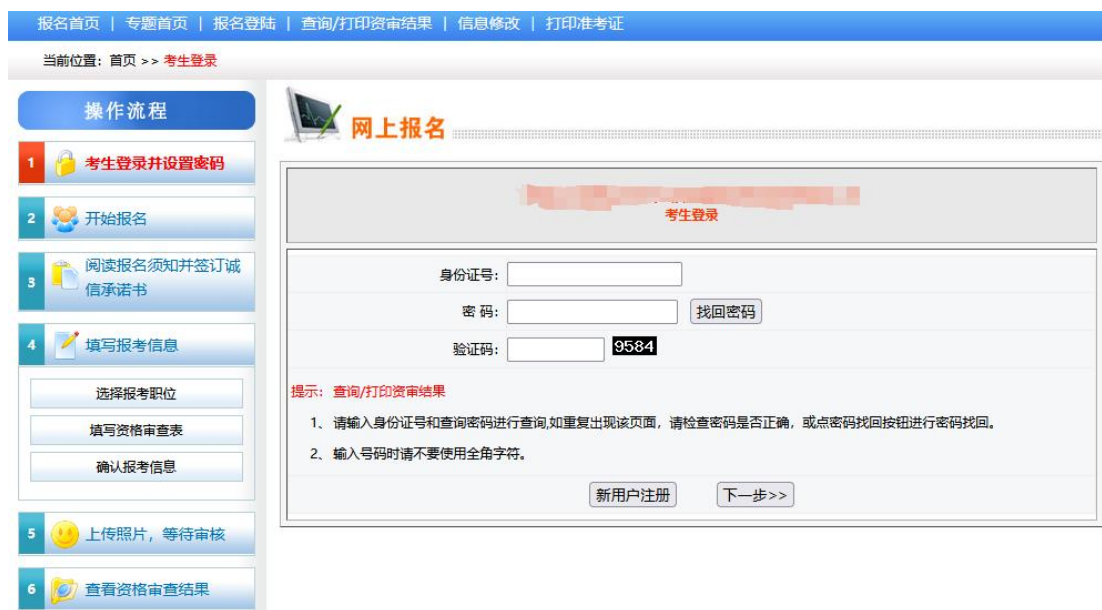 报名首页 | 专题首页 | 报名登陆 | 查询/打印资审结果 | 信息修改 | 打印准考证
当前位置：首页 >> 考生登录
操作流程
1 考生登录并设置密码
2 开始报名
3 阅读报名须知并签订诚
信承诺书
4 填写报考信息
选择报考职位
填写资格审查表
确认报考信息
5 上传照片，等待审核
6 查看资格审查结果
网上报名
考生登录
身份证号：
密 码： 找回密码
验证码： 9584
提示： 查询/打印资审结果
1、 请输入身份证号和查询密码进行查询,如重复出现该页面，请检查密码是否正确，或点密码找回按钮进行密码找回。
2、 输入号码时请不要使用全角字符。
新用户注册 下一步>>